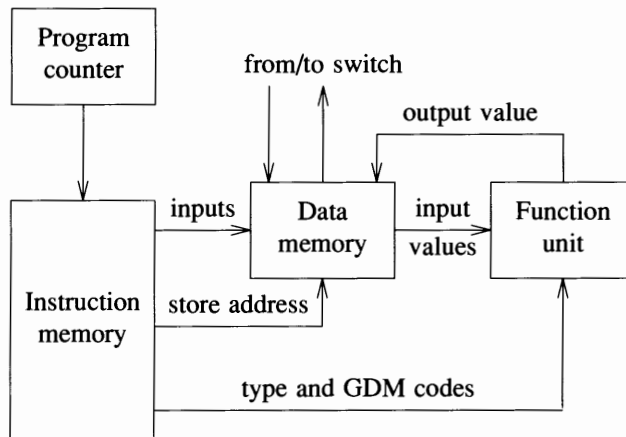 Program
counter
from/to switch
output value
inputs
Data
memory
input
values
Function
unit
Instruction
memory
store address
type and GDM codes